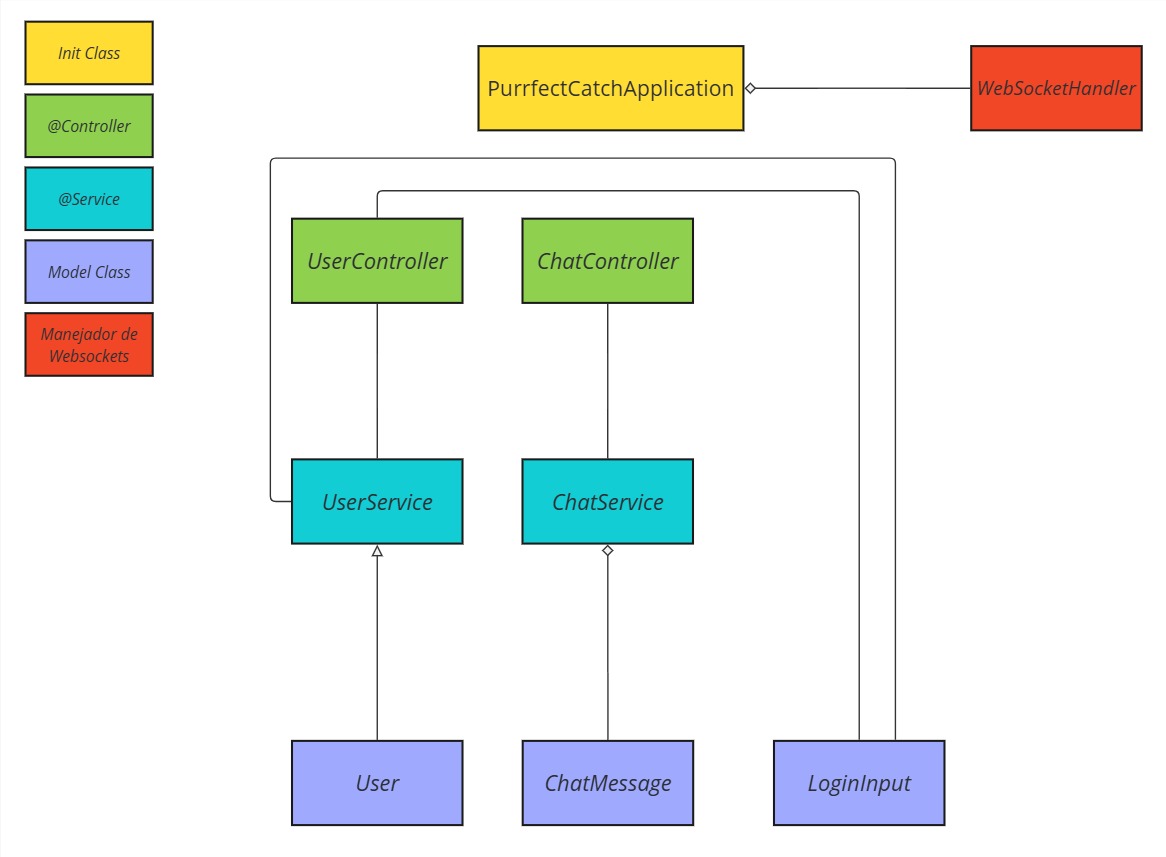 Init Class
@Controller
@Service
Model Class
Manejador de
Websockets
PurrfectCatchApplication
WebSocketHandler
UserController
ChatController
UserService
ChatService
User
ChatMessage
LoginInput